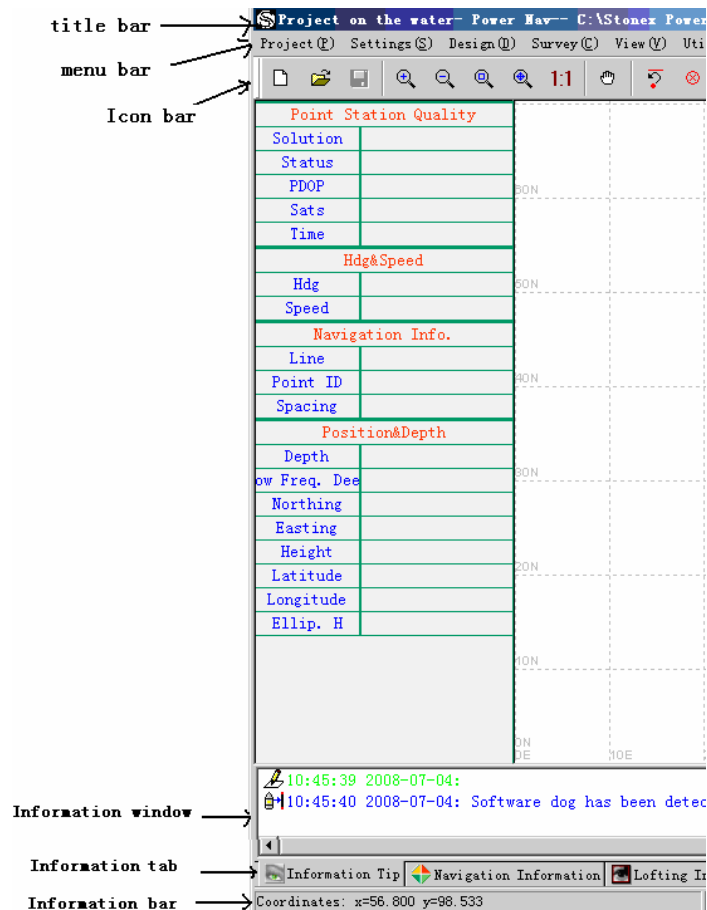 title bar
Project on the water- Power Nav-- C:\Stonex Power
menu bar
Project(P) Settings(S) Design(D) Survey(C) View(V) Uti
Icon bar
1:1
Point Station Quality
Solution
Status
PDOP
Sats
Time
Hdg&Speed
Hdg
Speed
Navigation Info.
Line
Point ID
Spacing
Position&Depth
Depth
ow Freq. Dee
Northing
Easting
Height
Latitude
Longitude
Ellip. H
60N
50N
40N
30N
20N
10N
0N
0E 10E
10:45:39 2008-07-04:
10:45:40 2008-07-04: Software dog has been detec
Information window
Information tab
Information Tip Navigation Information Lofting In
Information bar
Coordinates: x=56.800 y=98.533